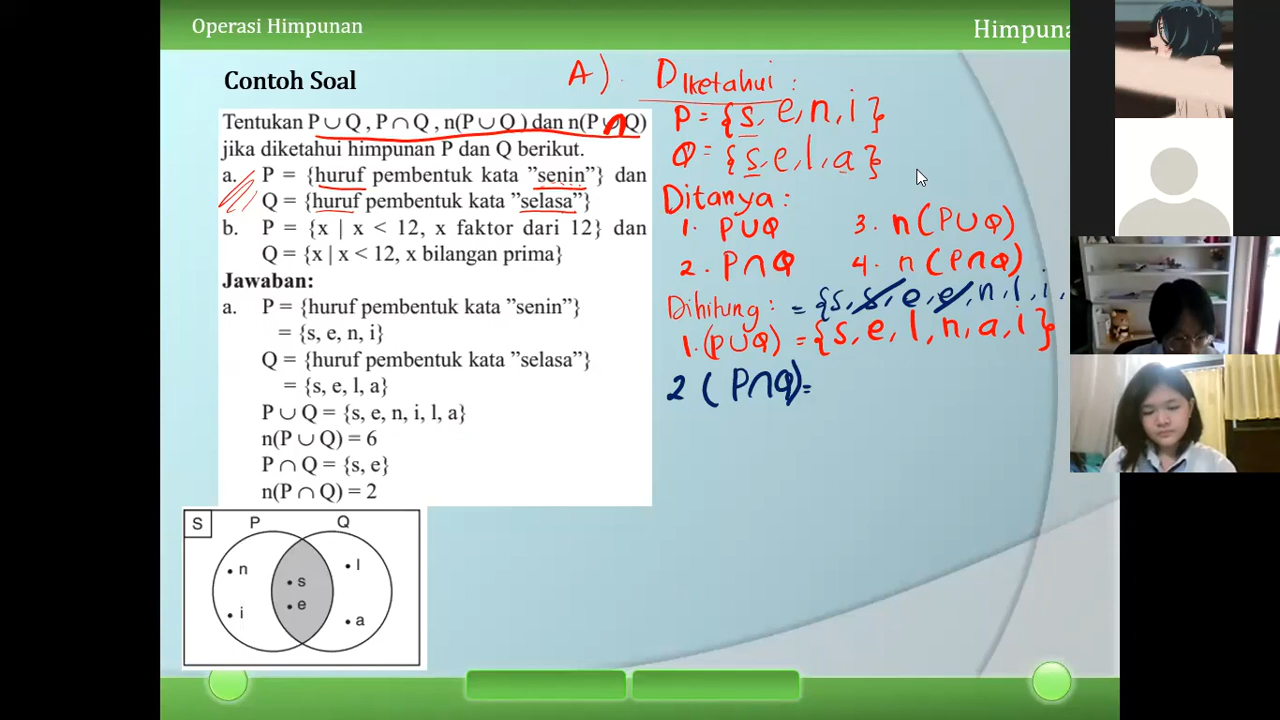 Operasi Himpunan
Himpuna
Contoh Soal
Tentukan P ∪ Q , P ∩ Q , n(P ∪ Q ) dan n(P ∩ Q)
jika diketahui himpunan P dan Q berikut.
a. P = {huruf pembentuk kata ”senin”} dan
Q = {huruf pembentuk kata ”selasa”}
b. P = {x | x < 12, x faktor dari 12} dan
Q = {x | x < 12, x bilangan prima}
Jawaban:
a. P = {huruf pembentuk kata ”senin”}
= {s, e, n, i}
Q = {huruf pembentuk kata ”selasa”}
= {s, e, l, a}
P ∪ Q = {s, e, n, i, l, a}
n(P ∪ Q) = 6
P ∩ Q = {s, e}
n(P ∩ Q) = 2
S P Q
n l
s
e
i a
A). Diketahui :
P = {s, e, n, i}
Q = {s, e, l, a}
Ditanya :
1. P∪Q 3. n(P∪Q)
2. P∩Q 4. n(P∩Q)
Dihitung : = {s, s, e, e, n, l, i,
1. (P∪Q) = {s, e, l, n, a, i}
2 (P∩Q)=